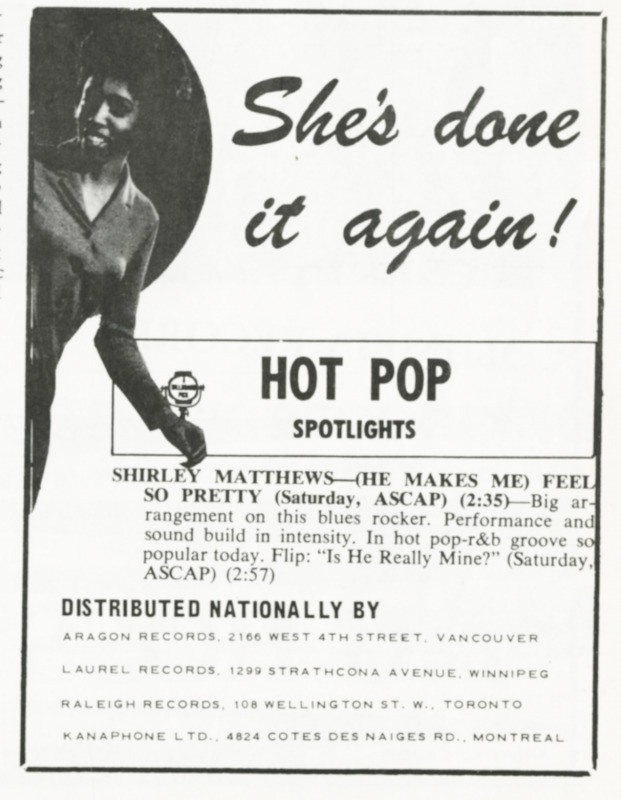 She's done
it again!
BILLBOARD
PICK
HOT POP
SPOTLIGHTS
SHIRLEY MATTHEWS—(HE MAKES ME) FEEL
SO PRETTY (Saturday, ASCAP) (2:35)—Big ar-
rangement on this blues rocker. Performance and
sound build in intensity. In hot pop-r&b groove so
popular today. Flip: “Is He Really Mine?” (Saturday,
ASCAP) (2:57)
DISTRIBUTED NATIONALLY BY
ARAGON RECORDS, 2166 WEST 4TH STREET, VANCOUVER
LAUREL RECORDS, 1299 STRATHCONA AVENUE, WINNIPEG
RALEIGH RECORDS, 108 WELLINGTON ST. W., TORONTO
KANAPHONE LTD., 4824 COTES DES NAIGES RD., MONTREAL